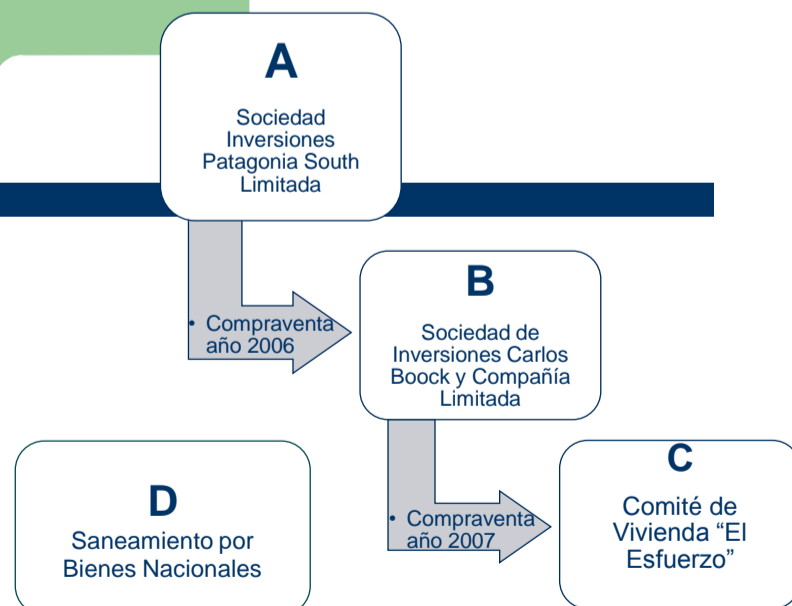 A
Sociedad
Inversiones
Patagonia South
Limitada
• Compraventa
año 2006
B
Sociedad de
Inversiones Carlos
Boock y Compañía
Limitada
• Compraventa
año 2007
C
Comité de
Vivienda “El
Esfuerzo”
D
Saneamiento por
Bienes Nacionales